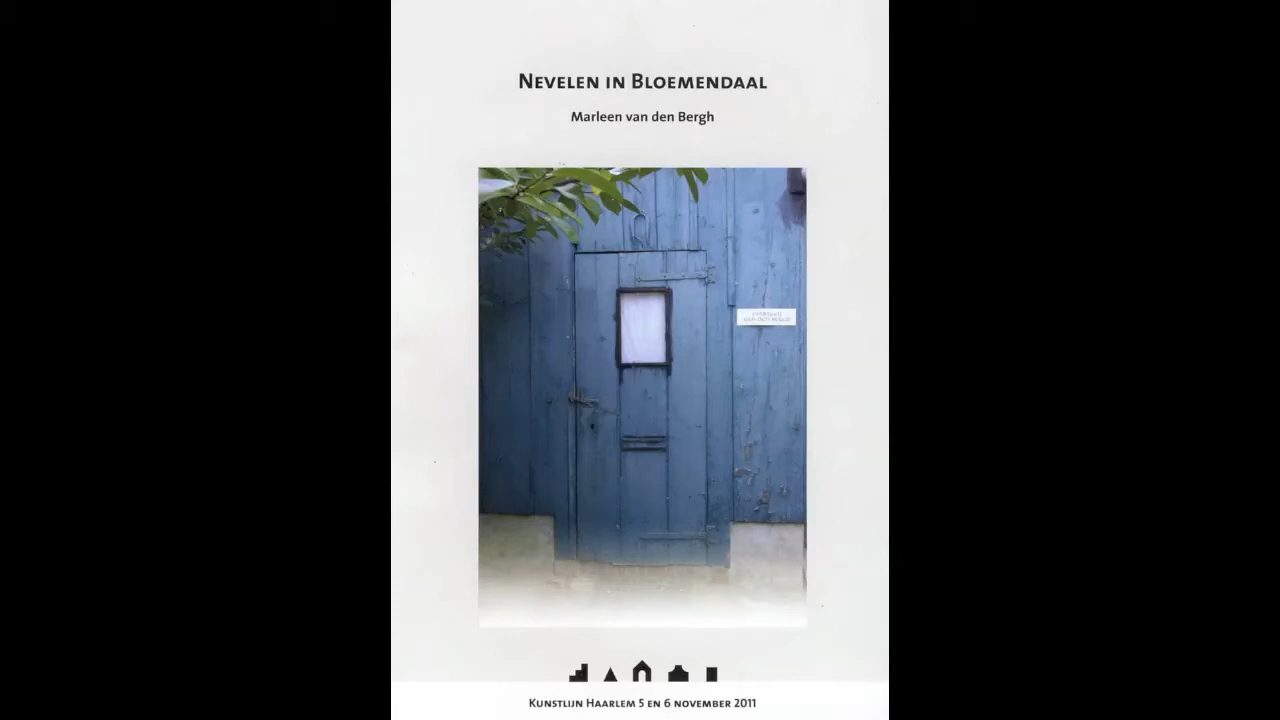 Nevelen in Bloemendaal
Marleen van den Bergh
Kunstlijn Haarlem 5 en 6 november 2011